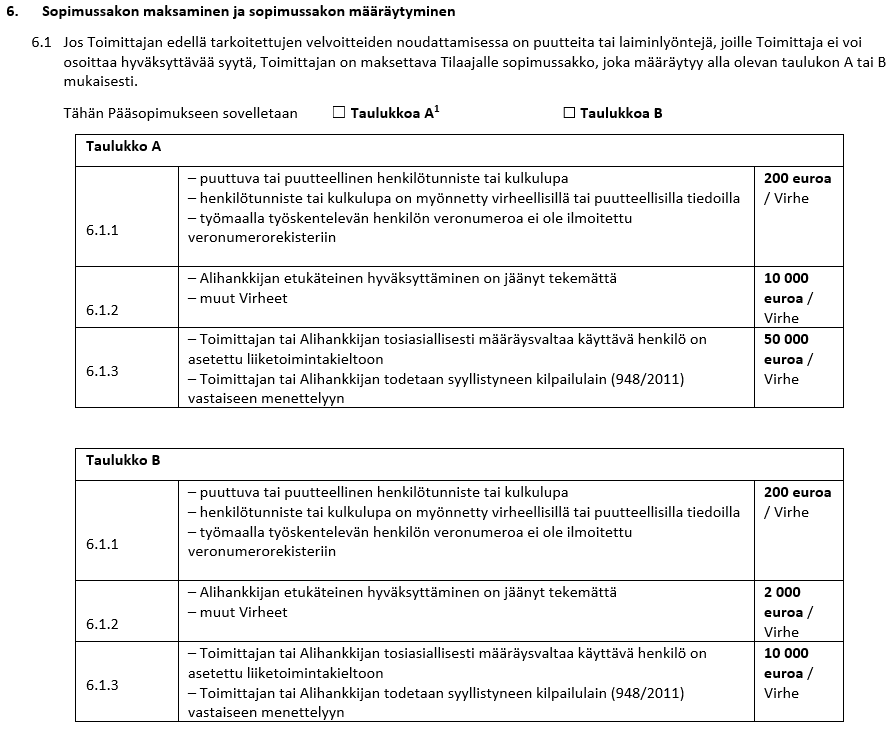 6. Sopimussakon maksaminen ja sopimussakon määräytyminen
6.1 Jos Toimittajan edellä tarkoitettujen velvoitteiden noudattamisessa on puutteita tai laiminlyöntejä, joille Toimittaja ei voi
osoittaa hyväksyttävää syytä, Toimittajan on maksettava Tilaajalle sopimussakko, joka määräytyy alla olevan taulukon A tai B
mukaisesti.
Tähän Pääsopimukseen sovelletaan ☐ Taulukkoa A¹ ☐ Taulukkoa B
Taulukko A
6.1.1
– puuttuva tai puutteellinen henkilötunniste tai kulkulupa
– henkilötunniste tai kulkulupa on myönnetty virheellisillä tai puutteellisilla tiedoilla
– työmaalla työskentelevän henkilön veronumeroa ei ole ilmoitettu
veronumerorekisteriin
200 euroa
/ Virhe
6.1.2
– Alihankkijan etukäteinen hyväksyttäminen on jäänyt tekemättä
– muut Virheet
10 000
euroa /
Virhe
6.1.3
– Toimittajan tai Alihankkijan tosiasiallisesti määräysvaltaa käyttävä henkilö on
asetettu liiketoimintakieltoon
– Toimittajan tai Alihankkijan todetaan syyllistyneen kilpailulain (948/2011)
vastaiseen menettelyyn
50 000
euroa /
Virhe
Taulukko B
6.1.1
– puuttuva tai puutteellinen henkilötunniste tai kulkulupa
– henkilötunniste tai kulkulupa on myönnetty virheellisillä tai puutteellisilla tiedoilla
– työmaalla työskentelevän henkilön veronumeroa ei ole ilmoitettu
veronumerorekisteriin
200 euroa
/ Virhe
6.1.2
– Alihankkijan etukäteinen hyväksyttäminen on jäänyt tekemättä
– muut Virheet
2 000
euroa /
Virhe
6.1.3
– Toimittajan tai Alihankkijan tosiasiallisesti määräysvaltaa käyttävä henkilö on
asetettu liiketoimintakieltoon
– Toimittajan tai Alihankkijan todetaan syyllistyneen kilpailulain (948/2011)
vastaiseen menettelyyn
10 000
euroa /
Virhe